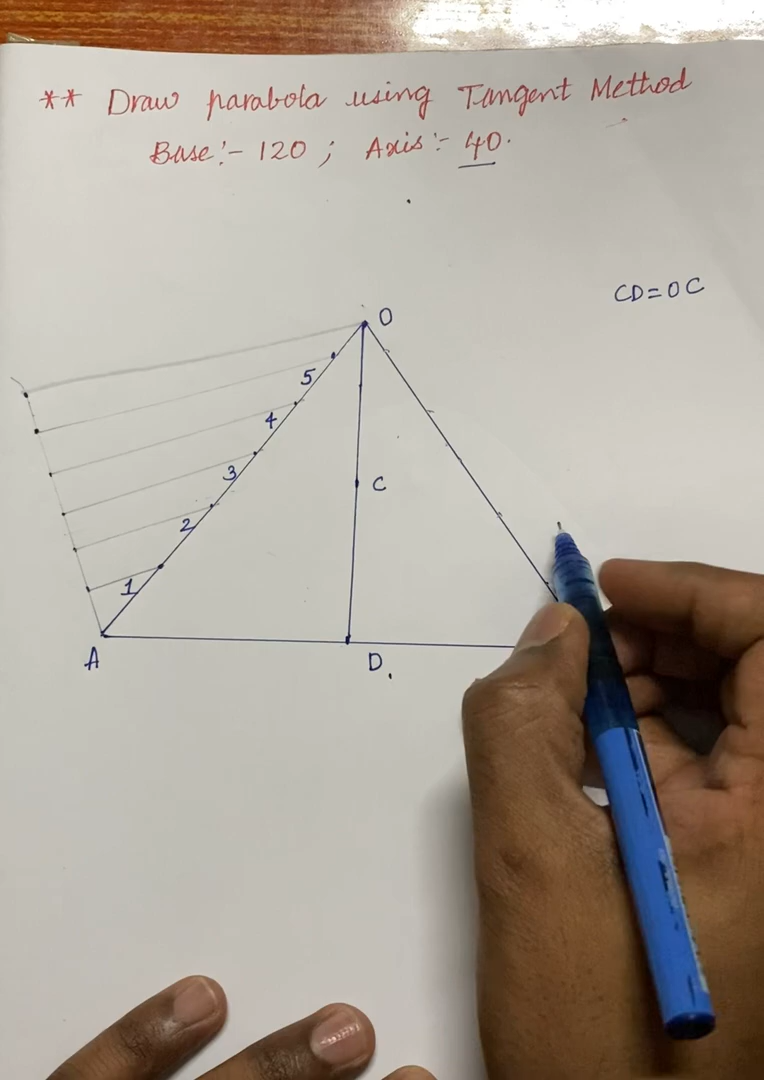 ** Draw parabola using Tangent Method
Base:- 120 ; Axis:- 40.
CD=OC
O
5
4
3
C
2
1
A
D.